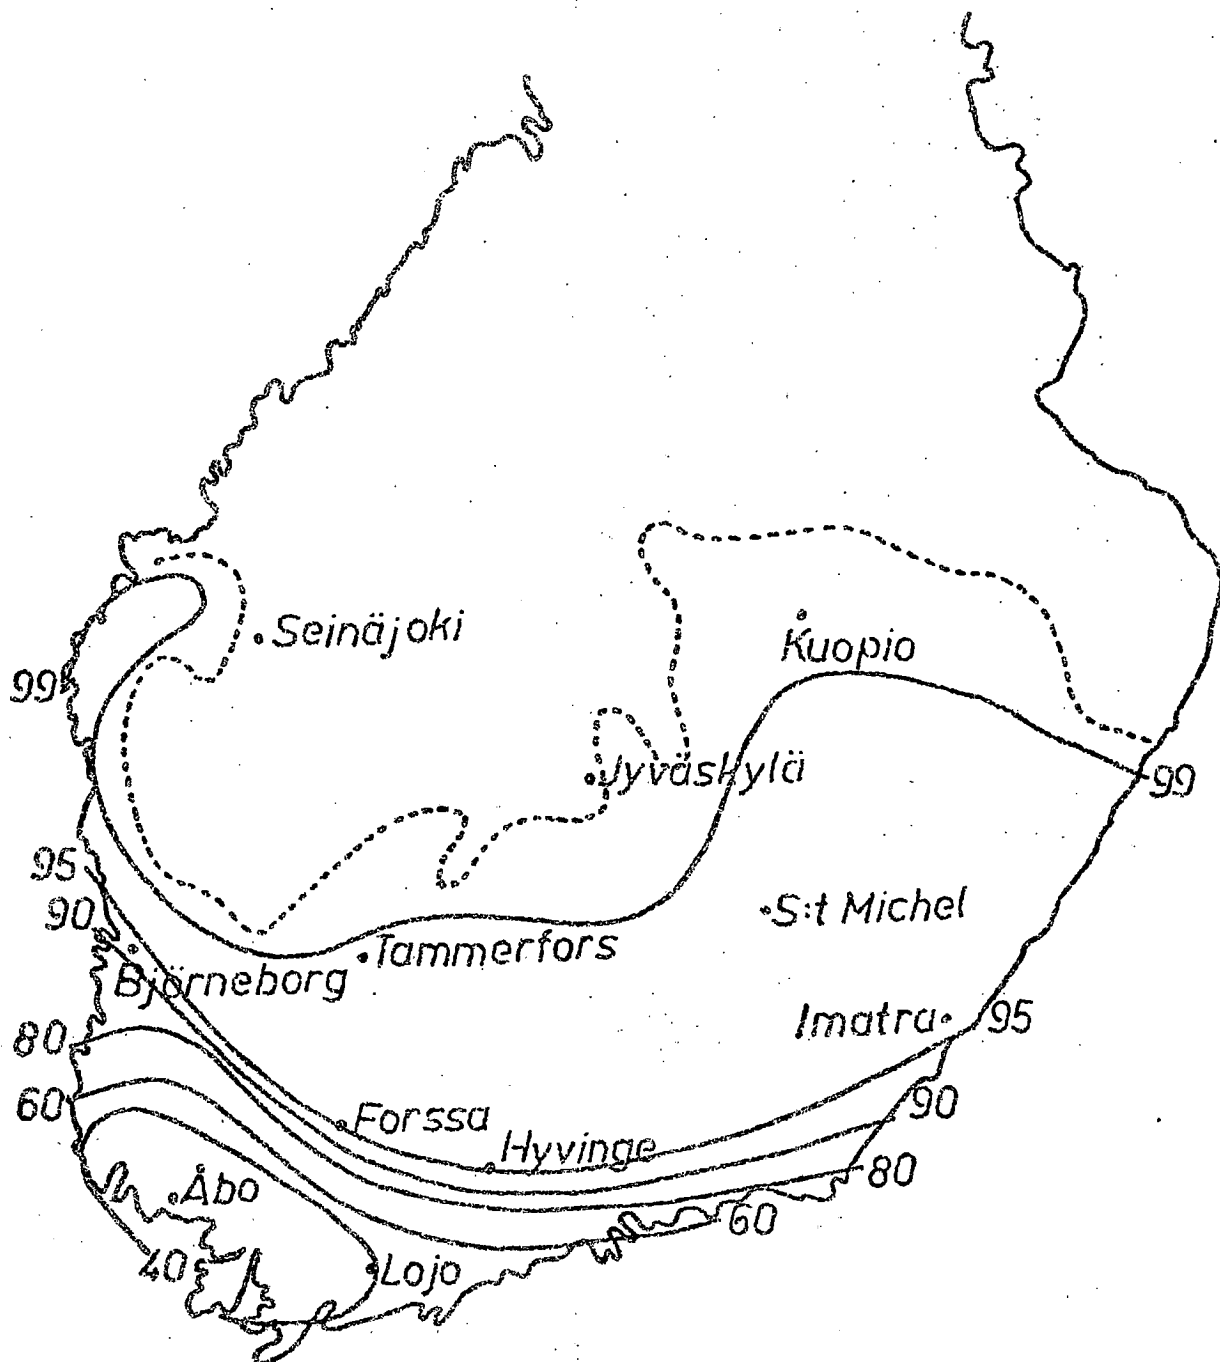 Seinäjoki
Kuopio
99
Jyväskylä
99
95
90
S:t Michel
Tammerfors
Björneborg
Imatra
95
80
60
Forssa
90
Hyvinge
80
Åbo
60
40
Lojo